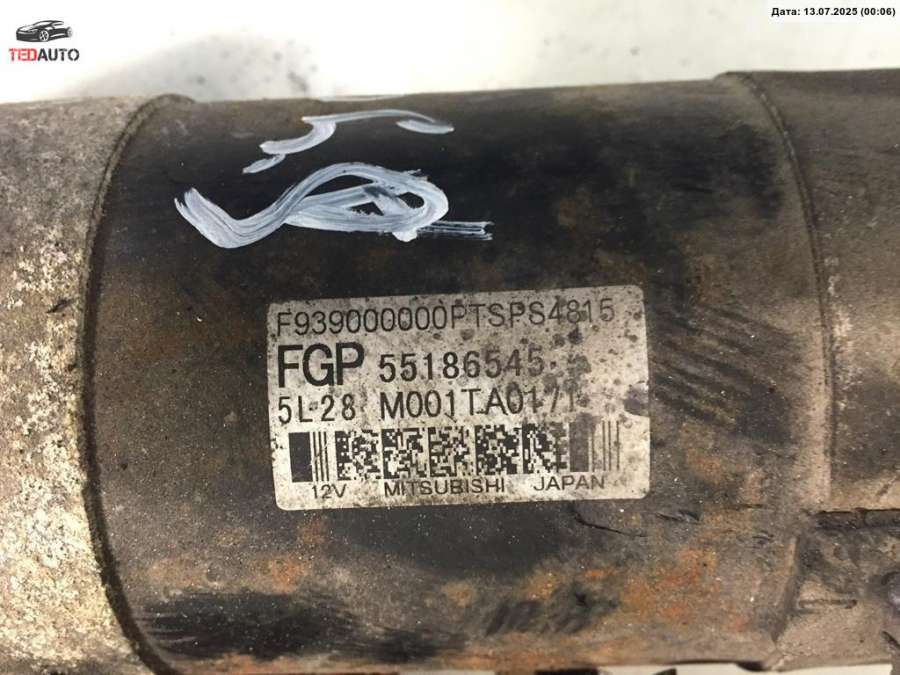 TEDAUTO
Дата: 13.07.2025 (00:06)
F939000000PTSPS4815
FGP 55186545
5L28 M001TA0171
12V MITSUBISHI JAPAN